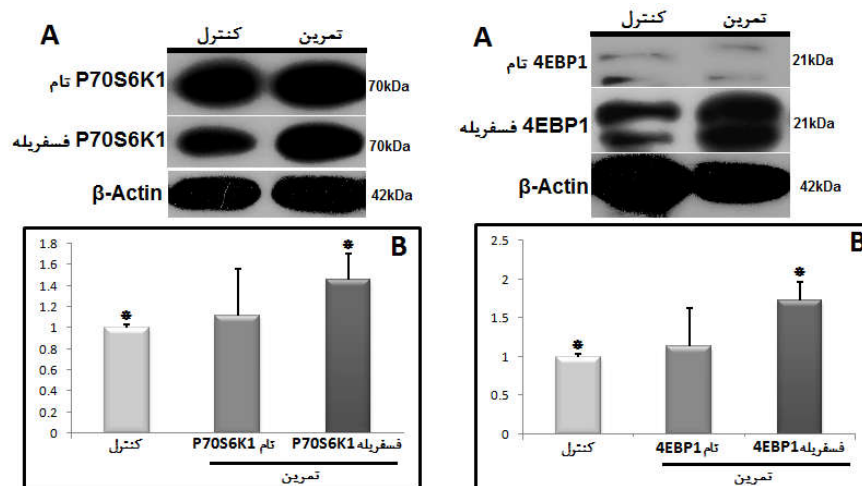 A
کنترل تمرین
P70S6K1 تام 70kDa
P70S6K1 فسفریله 70kDa
β-Actin 42kDa
B
1.8
1.6
1.4
1.2
1
0.8
0.6
0.4
0.2
0
* *
کنترل P70S6K1 تام P70S6K1 فسفریله
تمرین
A
کنترل تمرین
4EBP1 تام 21kDa
4EBP1 فسفریله 21kDa
β-Actin 42kDa
B
2.5
2
1.5
1
0.5
0
* *
کنترل 4EBP1 تام 4EBP1 فسفریله
تمرین